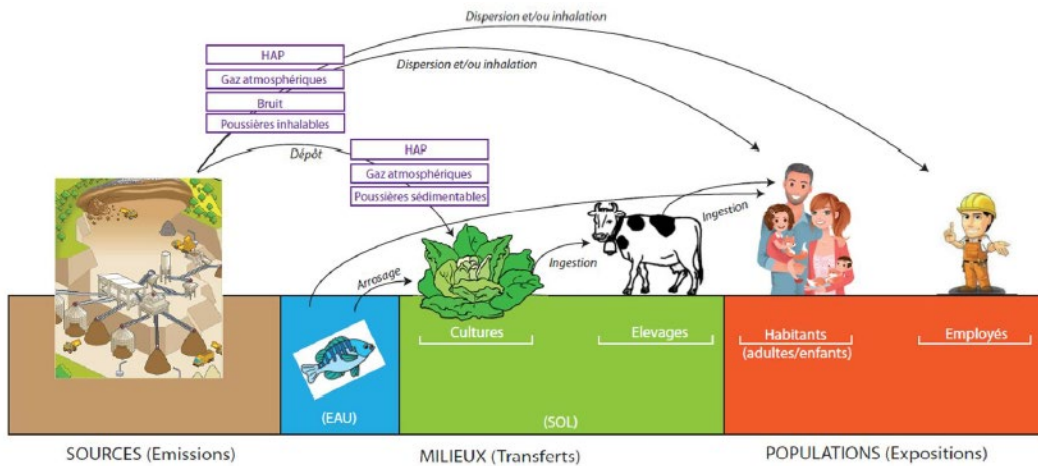 Dispersion et/ou inhalation
HAP
Dispersion et/ou inhalation
Gaz atmosphériques
Bruit
Poussières inhalables
Dépôt
HAP
Gaz atmosphériques
Poussières sédimentables
Ingestion
Arrosage
Ingestion
Cultures
Elevages
Habitants
(adultes/enfants)
Employés
(EAU)
(SOL)
SOURCES (Emissions)
MILIEUX (Transferts)
POPULATIONS (Expositions)